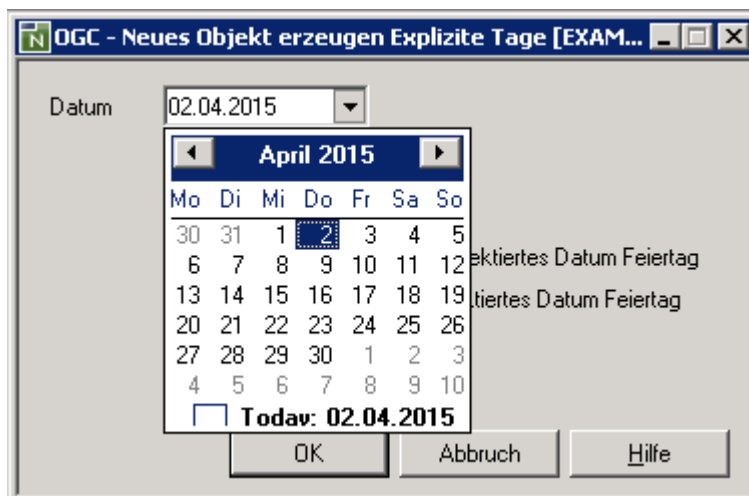 OGC - Neues Objekt erzeugen Explizite Tage [EXAM...
Datum 02.04.2015
April 2015
Mo Di Mi Do Fr Sa So
30 31 1 2 3 4 5
6 7 8 9 10 11 12
13 14 15 16 17 18 19
20 21 22 23 24 25 26
27 28 29 30 1 2 3
4 5 6 7 8 9 10
Today: 02.04.2015
ektiertes Datum Feiertag
tiertes Datum Feiertag
OK Abbruch Hilfe